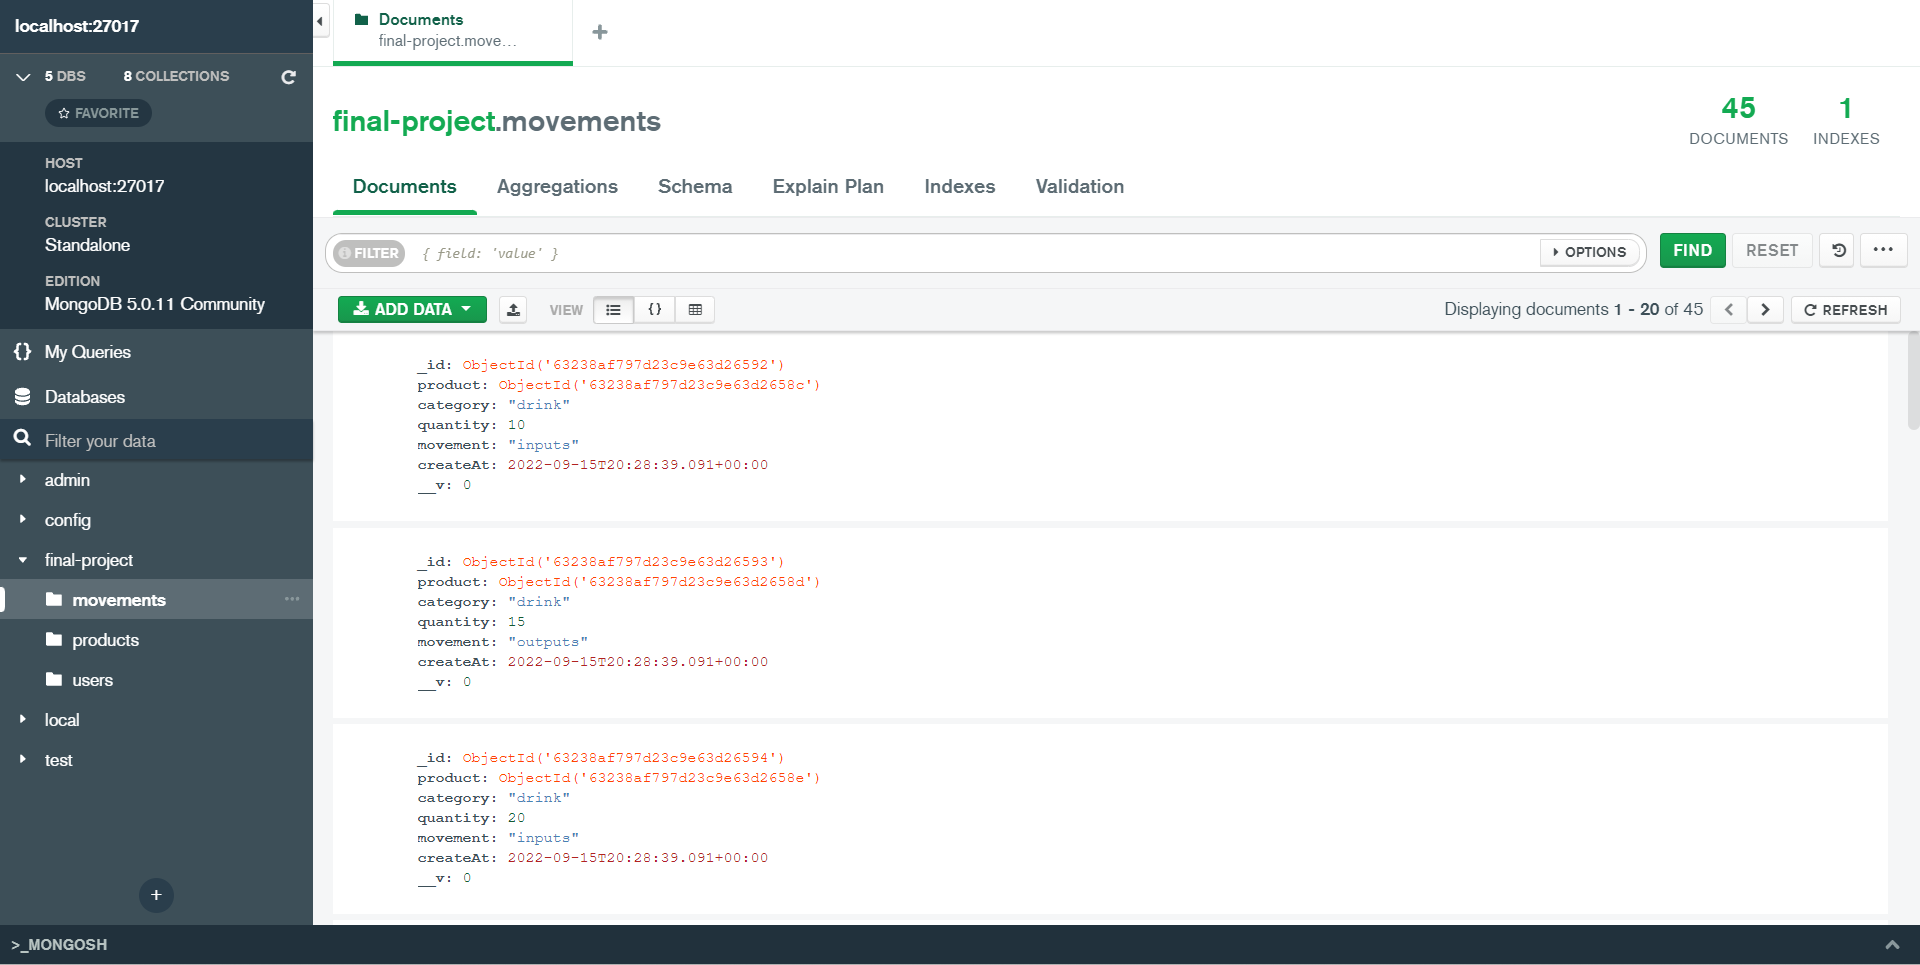 localhost:27017
5 DBS 8 COLLECTIONS
FAVORITE
HOST
localhost:27017
CLUSTER
Standalone
EDITION
MongoDB 5.0.11 Community
{} My Queries
Databases
Filter your data
admin
config
final-project
movements ...
products
users
local
test
+
Documents
final-project.move...
+
final-project.movements
45
DOCUMENTS
1
INDEXES
Documents Aggregations Schema Explain Plan Indexes Validation
FILTER { field: 'value' } OPTIONS FIND RESET ...
ADD DATA VIEW {} Displaying documents 1 - 20 of 45 REFRESH
_id: ObjectId('63238af797d23c9e63d26592')
product: ObjectId('63238af797d23c9e63d2658c')
category: "drink"
quantity: 10
movement: "inputs"
createAt: 2022-09-15T20:28:39.091+00:00
__v: 0
_id: ObjectId('63238af797d23c9e63d26593')
product: ObjectId('63238af797d23c9e63d2658d')
category: "drink"
quantity: 15
movement: "outputs"
createAt: 2022-09-15T20:28:39.091+00:00
__v: 0
_id: ObjectId('63238af797d23c9e63d26594')
product: ObjectId('63238af797d23c9e63d2658e')
category: "drink"
quantity: 20
movement: "inputs"
createAt: 2022-09-15T20:28:39.091+00:00
__v: 0
>_MONGOSH